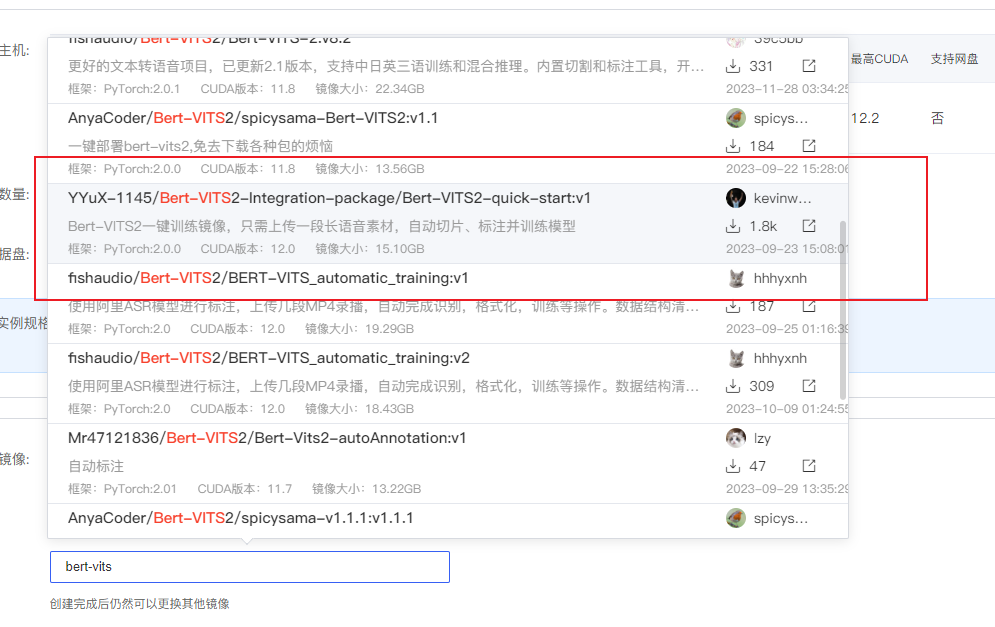 主机:
fishaudio/Bert-VITS2/Bert-VITS-2.v8.2
39c5bb
更好的文本转语音项目，已更新2.1版本，支持中日英三语训练和混合推理。内置切割和标注工具，开...
331
最高CUDA 支持网盘
框架：PyTorch:2.0.1 CUDA版本：11.8 镜像大小：22.34GB
2023-11-28 03:34:25
AnyaCoder/Bert-VITS2/spicysama-Bert-VITS2:v1.1
spicys...
12.2 否
一键部署bert-vits2,免去下载各种包的烦恼
184
框架：PyTorch:2.0.0 CUDA版本：11.8 镜像大小：13.56GB
2023-09-22 15:28:06
数量:
YYuX-1145/Bert-VITS2-Integration-package/Bert-VITS2-quick-start:v1
kevinw...
Bert-VITS2一键训练镜像，只需上传一段长语音素材，自动切片、标注并训练模型
1.8k
据盘:
框架：PyTorch:2.0.0 CUDA版本：12.0 镜像大小：15.10GB
2023-09-23 15:08:01
fishaudio/Bert-VITS2/BERT-VITS_automatic_training:v1
hhhyxnh
使用阿里ASR模型进行标注，上传几段MP4录播，自动完成识别，格式化，训练等操作。数据结构清...
187
实例规格
框架：PyTorch:2.0 CUDA版本：12.0 镜像大小：19.29GB
2023-09-25 01:16:39
fishaudio/Bert-VITS2/BERT-VITS_automatic_training:v2
hhhyxnh
使用阿里ASR模型进行标注，上传几段MP4录播，自动完成识别，格式化，训练等操作。数据结构清...
309
框架：PyTorch:2.0 CUDA版本：12.0 镜像大小：18.43GB
2023-10-09 01:24:55
Mr47121836/Bert-VITS2/Bert-Vits2-autoAnnotation:v1
lzy
镜像:
自动标注
47
框架：PyTorch:2.01 CUDA版本：11.7 镜像大小：13.22GB
2023-09-29 13:35:29
AnyaCoder/Bert-VITS2/spicysama-v1.1.1:v1.1.1
spicys...
bert-vits
创建完成后仍然可以更换其他镜像